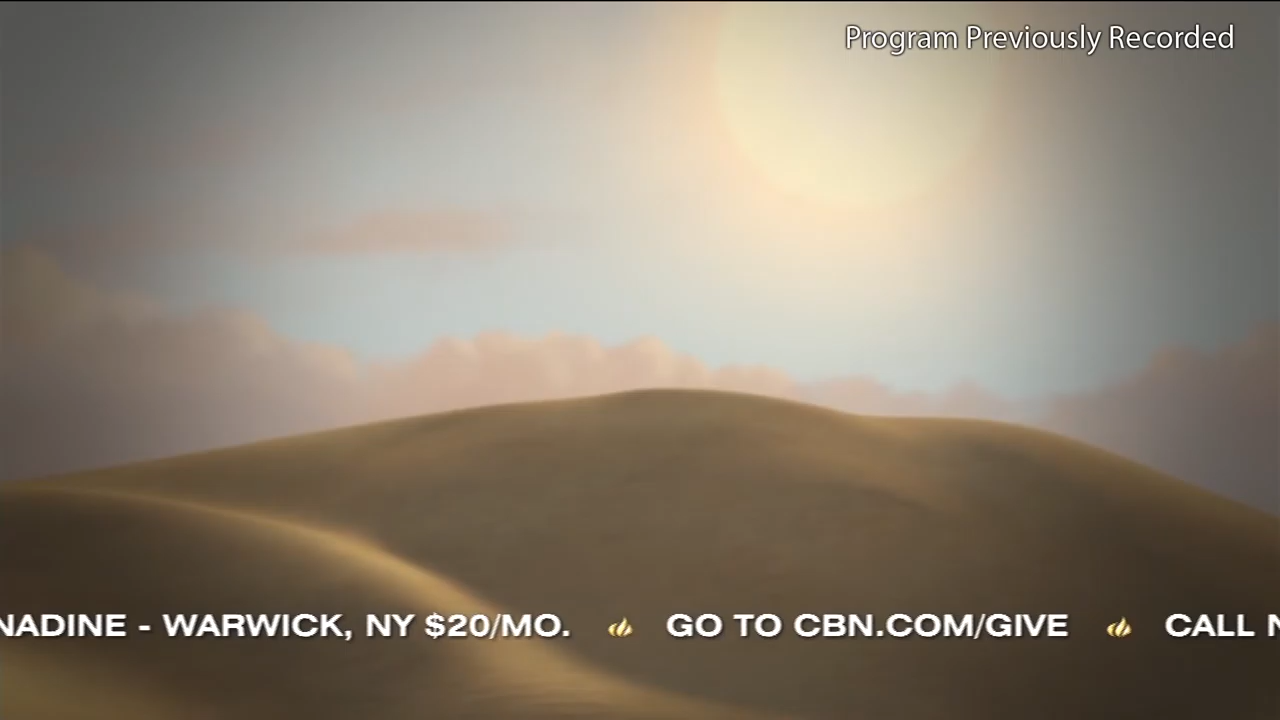 Program Previously Recorded
NADINE - WARWICK, NY $20/MO. GO TO CBN.COM/GIVE CALL